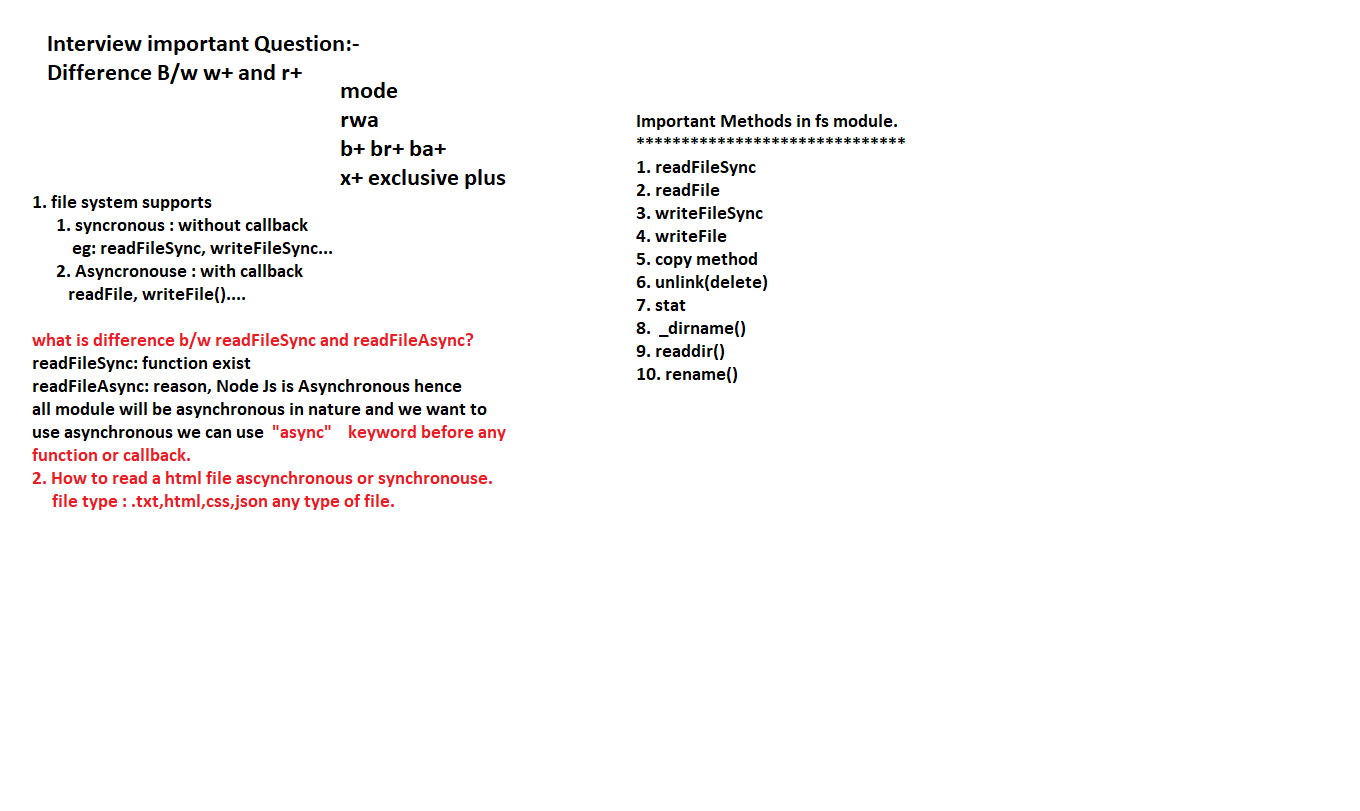 Interview important Question:-
Difference B/w w+ and r+
mode
rwa
b+ br+ ba+
x+ exclusive plus
1. file system supports
1. syncronous : without callback
eg: readFileSync, writeFileSync...
2. Asyncronouse : with callback
readFile, writeFile()....
what is difference b/w readFileSync and readFileAsync?
readFileSync: function exist
readFileAsync: reason, Node Js is Asynchronous hence
all module will be asynchronous in nature and we want to
use asynchronous we can use "async" keyword before any
function or callback.
2. How to read a html file ascynchronous or synchronouse.
file type : .txt,html,css,json any type of file.
Important Methods in fs module.
******************************
1. readFileSync
2. readFile
3. writeFileSync
4. writeFile
5. copy method
6. unlink(delete)
7. stat
8. _dirname()
9. readdir()
10. rename()